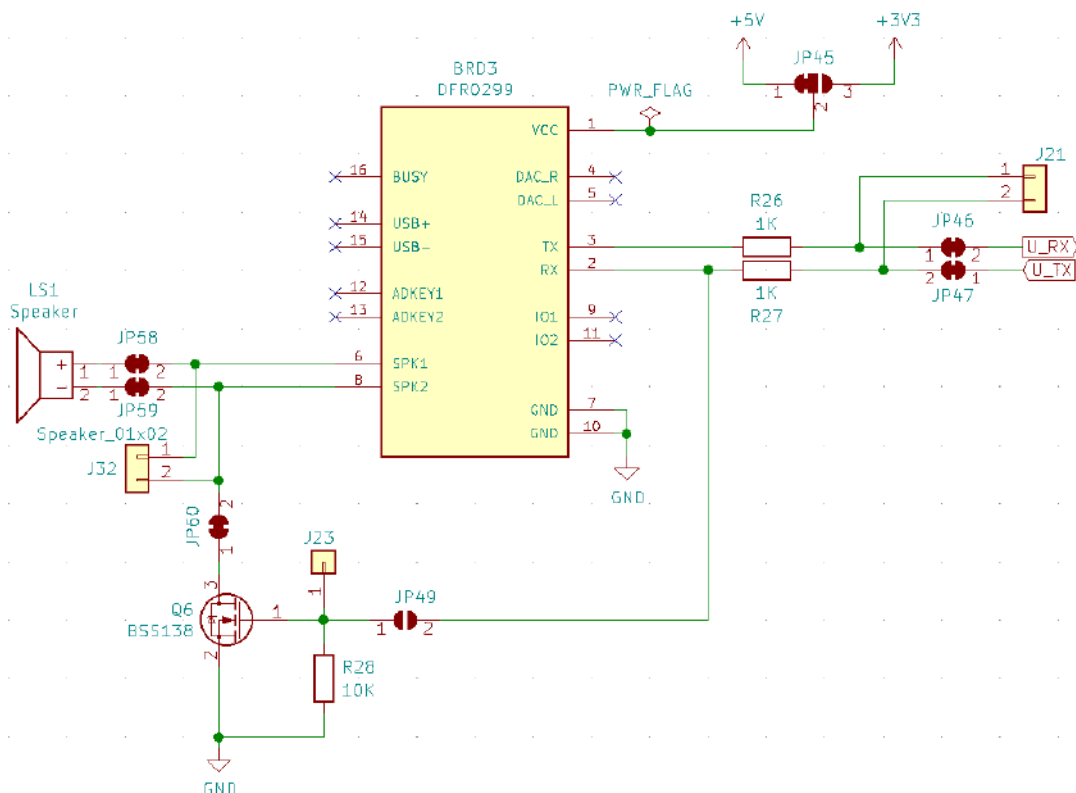 +5V
+3V3
JP45
1
2
3
BRD3
DFR0299
PWR_FLAG
VCC
1
16
BUSY
DAC_R
4
DAC_L
5
14
USB+
15
USB-
TX
3
RX
2
R26
1K
1K
R27
J21
1
2
JP46
1
2
U_RX
2
1
U_TX
JP47
12
ADKEY1
13
ADKEY2
IO1
9
IO2
11
LS1
Speaker
JP58
+
1
1
2
-
2
1
2
JP59
6
SPK1
8
SPK2
GND
7
GND
10
GND
Speaker_01x02
J32
1
2
JP60
2
1
J23
1
JP49
1
2
Q6
BSS138
3
1
2
R28
10K
GND